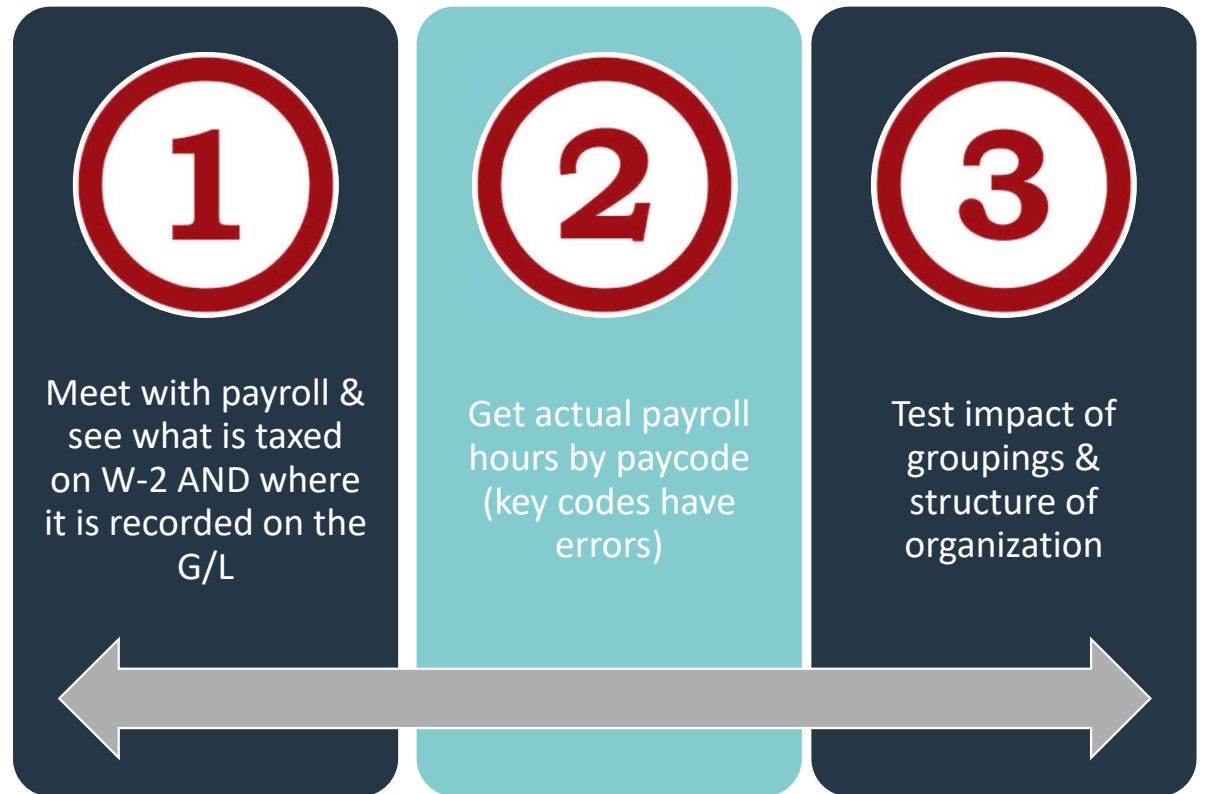 1
Meet with payroll &
see what is taxed
on W-2 AND where
it is recorded on the
G/L
2
Get actual payroll
hours by paycode
(key codes have
errors)
3
Test impact of
groupings &
structure of
organization